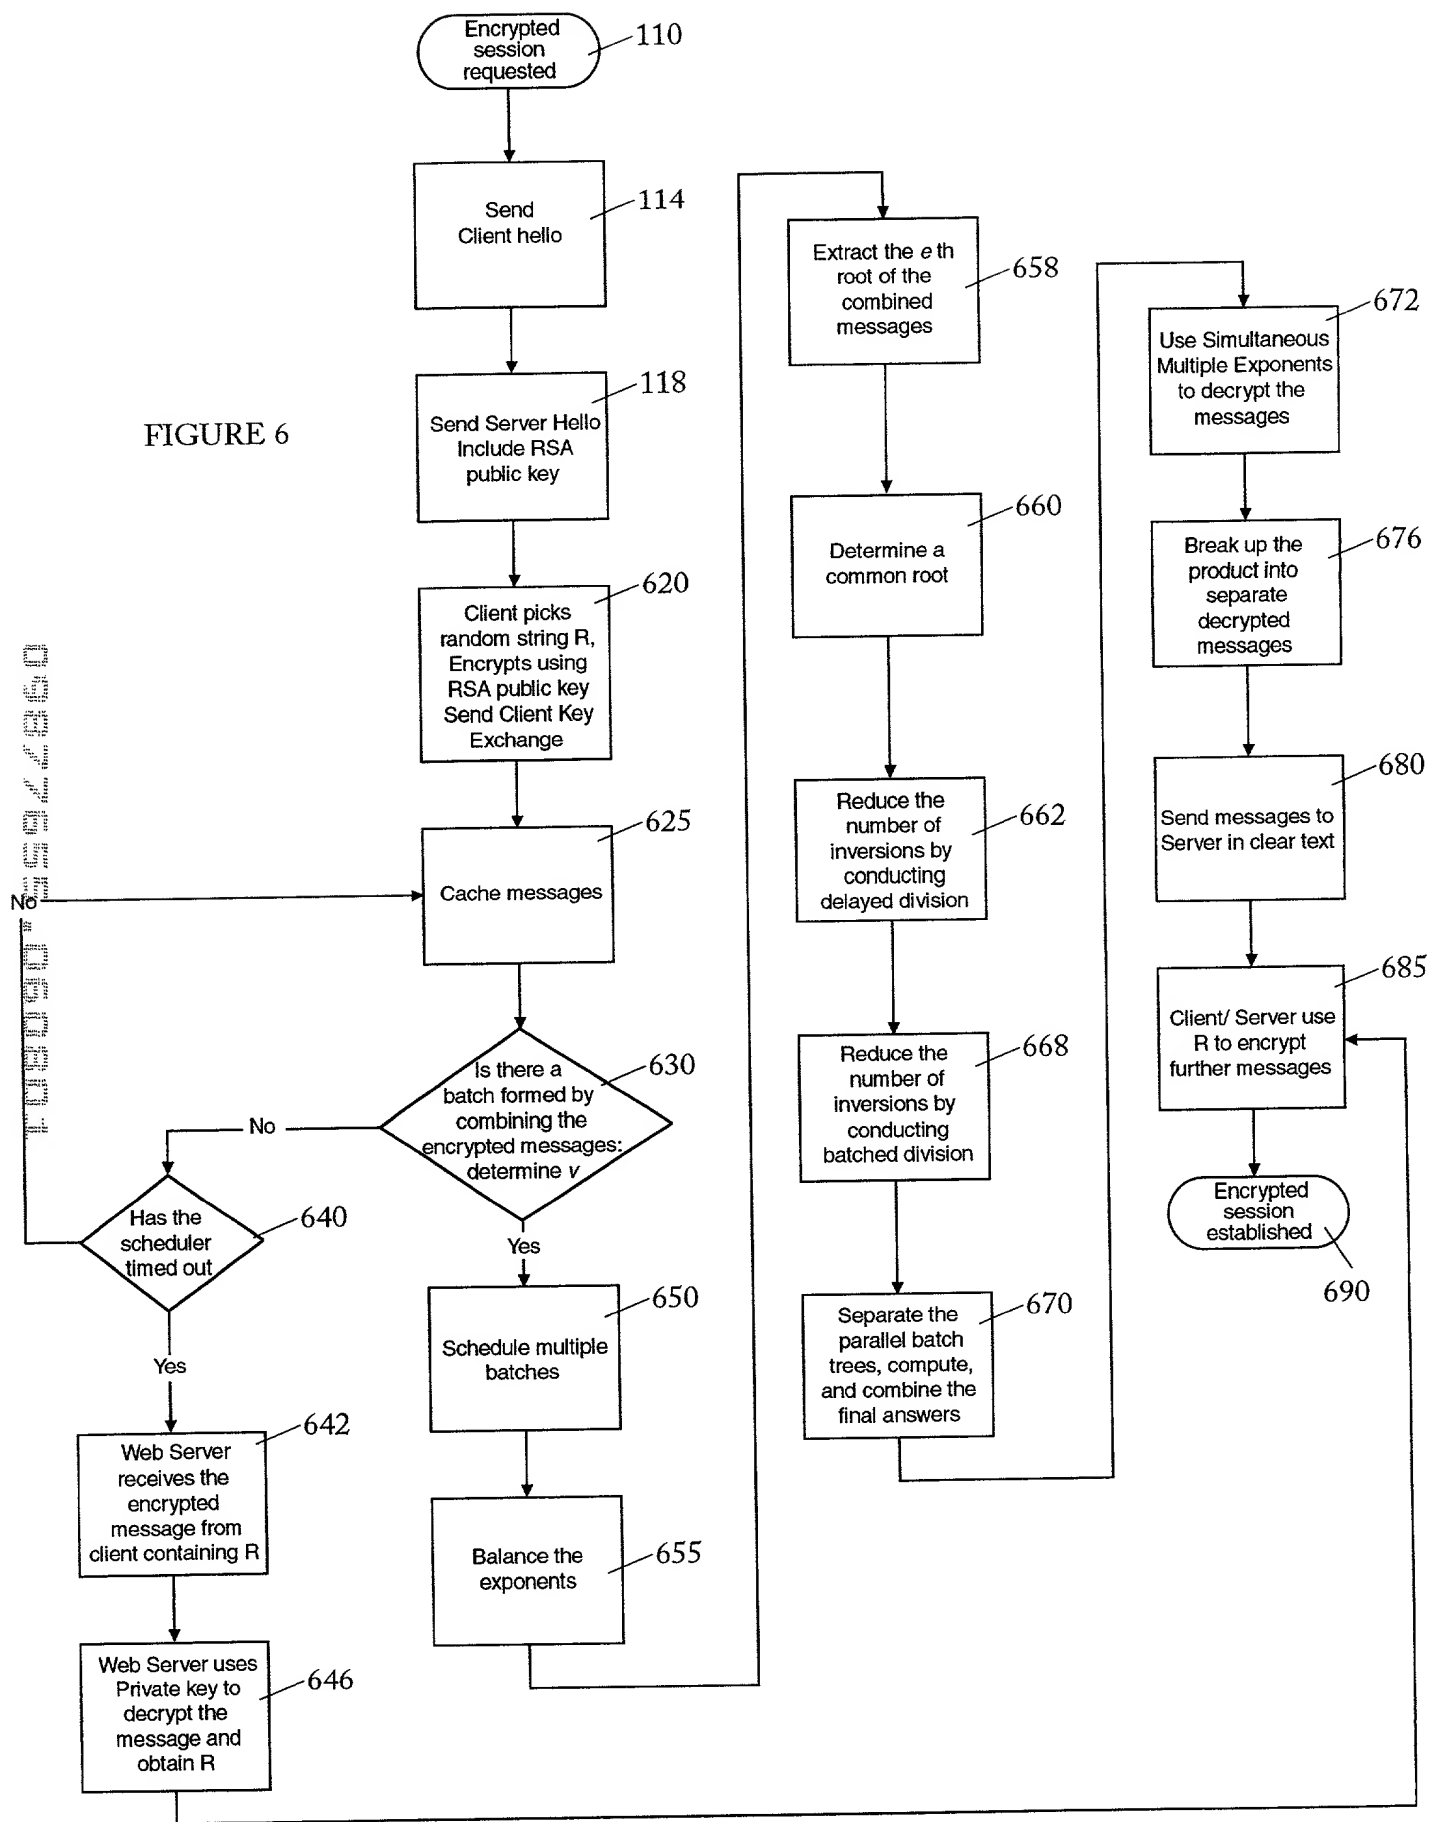 Encrypted
session
requested
110
Send
Client hello
114
Send Server Hello
Include RSA
public key
118
FIGURE 6
Client picks
random string R,
Encrypts using
RSA public key
Send Client Key
Exchange
620
Cache messages
625
No
Is there a
batch formed by
combining the
encrypted messages:
determine v
630
No
Has the
scheduler
timed out
640
Yes
Web Server
receives the
encrypted
message from
client containing R
642
Web Server uses
Private key to
decrypt the
message and
obtain R
646
Yes
Schedule multiple
batches
650
Balance the
exponents
655
Extract the e th
root of the
combined
messages
658
Determine a
common root
660
Reduce the
number of
inversions by
conducting
delayed division
662
Reduce the
number of
inversions by
conducting
batched division
668
Separate the
parallel batch
trees, compute,
and combine the
final answers
670
Use Simultaneous
Multiple Exponents
to decrypt the
messages
672
Break up the
product into
separate
decrypted
messages
676
Send messages to
Server in clear text
680
Client/ Server use
R to encrypt
further messages
685
Encrypted
session
established
690